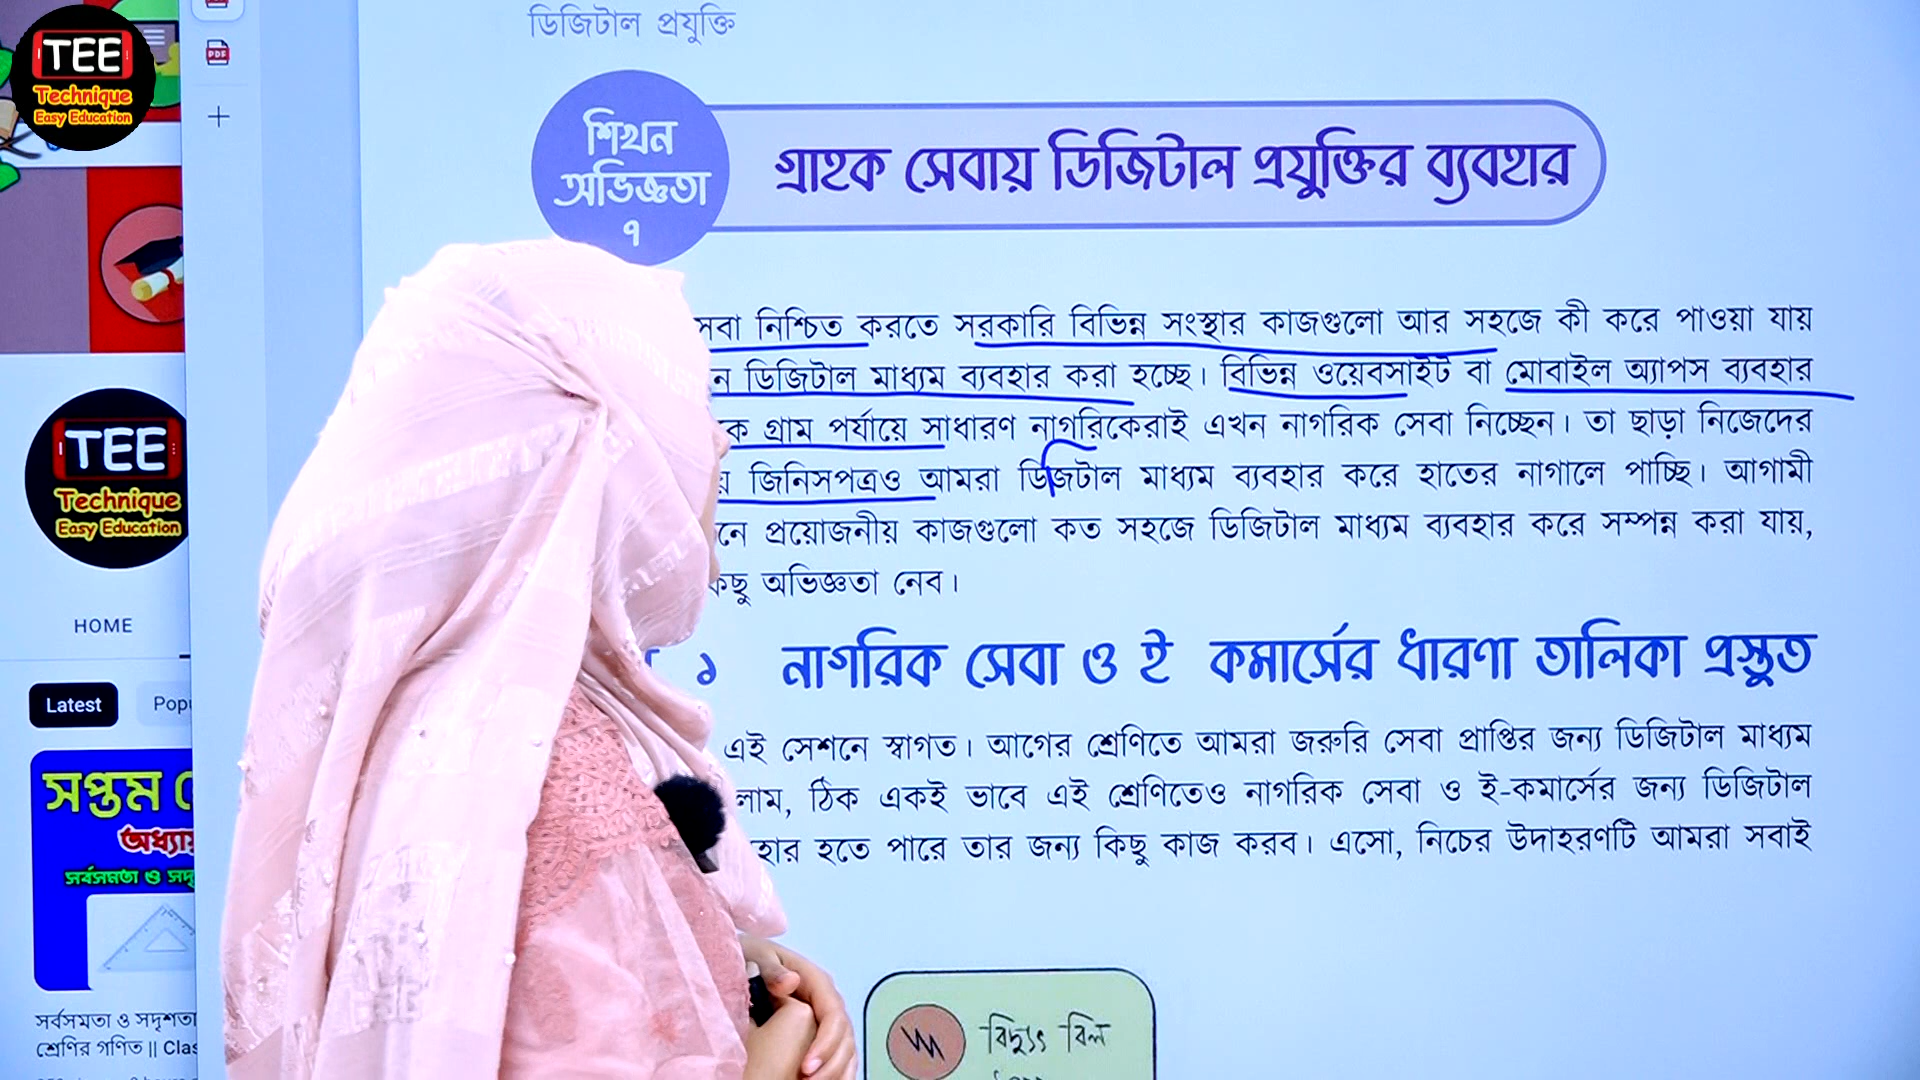 TEE
Technique
Easy Education
PDF
ডিজিটাল প্রযুক্তি
শিখন
অভিজ্ঞতা
৭
গ্রাহক সেবায় ডিজিটাল প্রযুক্তির ব্যবহার
নিশ্চিত করতে সরকারি বিভিন্ন সংস্থার কাজগুলো আর সহজে কী করে পাওয়া যায়
ডিজিটাল মাধ্যম ব্যবহার করা হচ্ছে। বিভিন্ন ওয়েবসাইট বা মোবাইল অ্যাপস ব্যবহার
গ্রাম পর্যায়ে সাধারণ নাগরিকেরাই এখন নাগরিক সেবা নিচ্ছেন। তা ছাড়া নিজেদের
জিনিসপত্রও আমরা ডিজিটাল মাধ্যম ব্যবহার করে হাতের নাগালে পাচ্ছি। আগামী
প্রয়োজনীয় কাজগুলো কত সহজে ডিজিটাল মাধ্যম ব্যবহার করে সম্পন্ন করা যায়,
অভিজ্ঞতা নেব।
১ নাগরিক সেবা ও ই কমার্সের ধারণা তালিকা প্রস্তুত
এই সেশনে স্বাগত। আগের শ্রেণিতে আমরা জরুরি সেবা প্রাপ্তির জন্য ডিজিটাল মাধ্যম
ঠিক একই ভাবে এই শ্রেণিতেও নাগরিক সেবা ও ই-কমার্সের জন্য ডিজিটাল
হতে পারে তার জন্য কিছু কাজ করব। এসো, নিচের উদাহরণটি আমরা সবাই
বিদ্যুৎ বিল
TEE
Technique
Easy Education
HOME
Latest
সপ্তম
সর্বসমতা ও
সর্বসমতা ও সদৃশতা
শ্রেণির গণিত ||